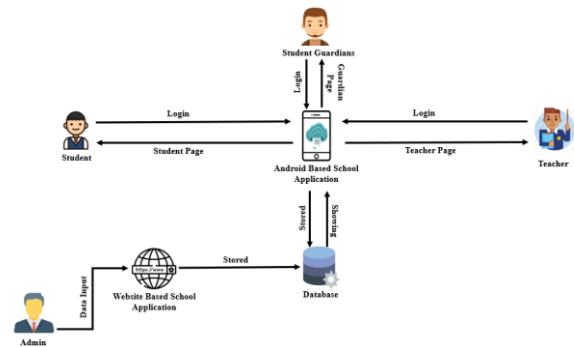 Student Guardians
Login
Guardian
Page
Login
Login
Student
Student Page
Teacher Page
Teacher
Android Based School
Application
Stored
Showing
https://www
Stored
Database
Website Based School
Application
Data Input
Admin